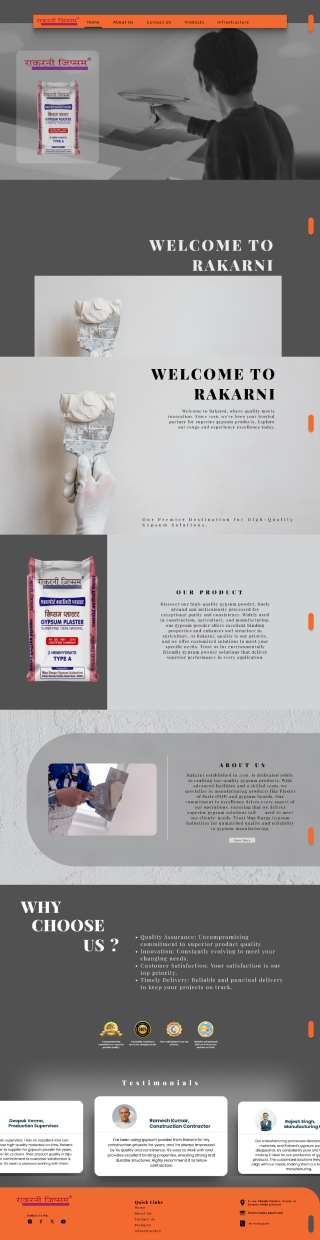 राकरनी जिप्सम
Home About Us Contact Us Products Infrastructure
राकरनी जिप्सम
GYPSUM PLASTER
TYPE A
WELCOME TO
RAKARNI
WELCOME TO
RAKARNI
Welcome to Rakarni, where quality meets
innovation. Since 2010, we've been your trusted
partner for superior gypsum products. Explore
our range and experience excellence today.
Our Premier Destination for High-Quality
Gypsum Solutions.
राकरनी जिप्सम
जिप्सम प्लास्टर
GYPSUM PLASTER
TYPE A
OUR PRODUCT
Discover our high-quality gypsum powder, finely
ground and meticulously processed for
exceptional purity and consistency. Widely used
in construction, agriculture, and manufacturing,
our gypsum powder offers excellent binding
properties and enhances soil structure in
agriculture. At Rakarni, quality is our priority,
and we offer customized solutions to meet your
specific needs. Trust us for environmentally
friendly gypsum powder solutions that deliver
superior performance in every application.
ABOUT US
Rakarni established in 2010, is dedicated solely
to crafting top-quality gypsum products. With
advanced facilities and a skilled team, we
specialize in manufacturing products like Plaster
of Paris (POP) and gypsum boards. Our
commitment to excellence drives every aspect of
our operations, ensuring that we deliver
superior gypsum solutions need to meet
our clients' needs. Trust Maa Durga Gypsum
Industries for unmatched quality and reliability
in gypsum manufacturing.
WHY
CHOOSE
US ?
• Quality Assurance: Uncompromising
commitment to superior product quality.
• Innovation: Constantly evolving to meet your
changing needs.
• Customer Satisfaction: Your satisfaction is our
top priority.
• Timely Delivery: Reliable and punctual delivery
to keep your projects on track.
Testimonials
Deepak Verma,
Production Supervisor
Ramesh Kumar,
Construction Contractor
I've been using gypsum powder from Rakarni for my
construction projects for years, and I'm always impressed
by its quality and consistency. It's easy to work with and
provides excellent binding properties, ensuring strong and
durable structures. Highly recommend it to fellow
contractors.
Rajesh Singh,
Manufacturing
राकरनी जिप्सम
Follow Us On
Quick Links
Home
About Us
Contact Us
Products
Infrastructure